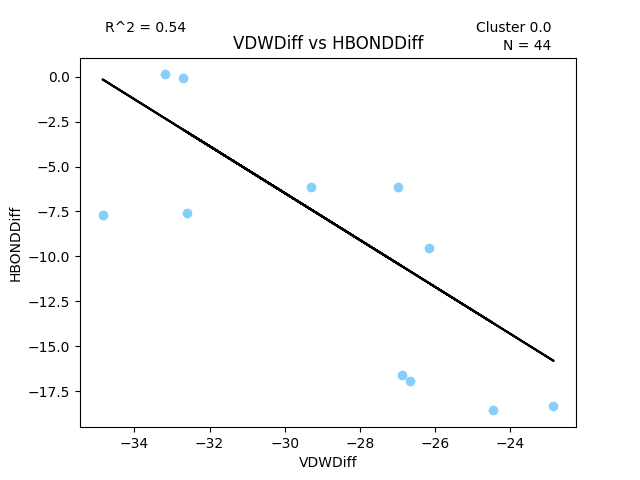 R^2 = 0.54
Cluster 0.0
N = 44
VDWDiff vs HBONDDiff
0.0
−2.5
−5.0
−7.5
−10.0
−12.5
−15.0
−17.5
HBONDDiff
−34
−32
−30
−28
−26
−24
VDWDiff